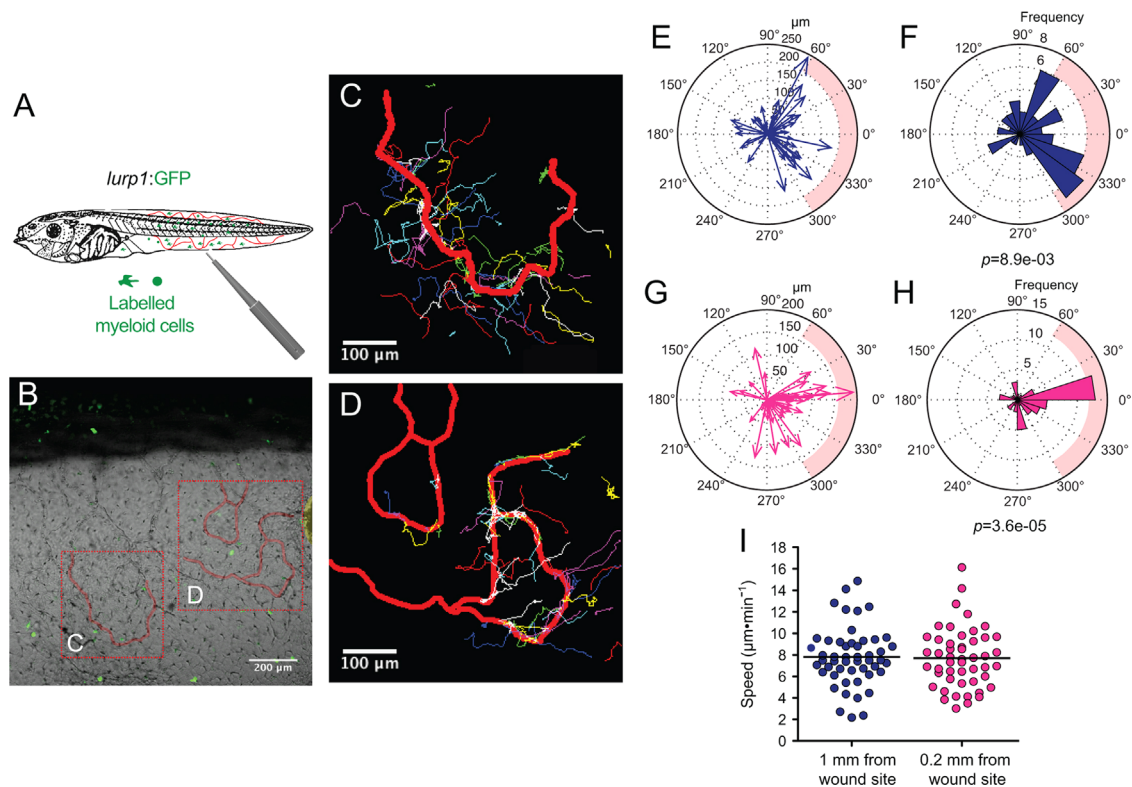 A
lurp1:GFP
Labelled
myeloid cells
B
C
D
200 µm
C
100 µm
D
100 µm
E
µm
90°
250
200
150
100
60°
30°
0°
330°
300°
270°
240°
210°
180°
150°
120°
F
Frequency
90°
8
6
60°
30°
0°
330°
300°
270°
240°
210°
180°
150°
120°
p=8.9e-03
G
µm
90°
200
150
100
50
60°
30°
0°
330°
300°
270°
240°
210°
180°
150°
120°
H
Frequency
90°
15
10
5
60°
30°
0°
330°
300°
270°
240°
210°
180°
150°
120°
p=3.6e-05
I
Speed (µm•min⁻¹)
18
16
14
12
10
8
6
4
2
0
1 mm from
wound site
0.2 mm from
wound site